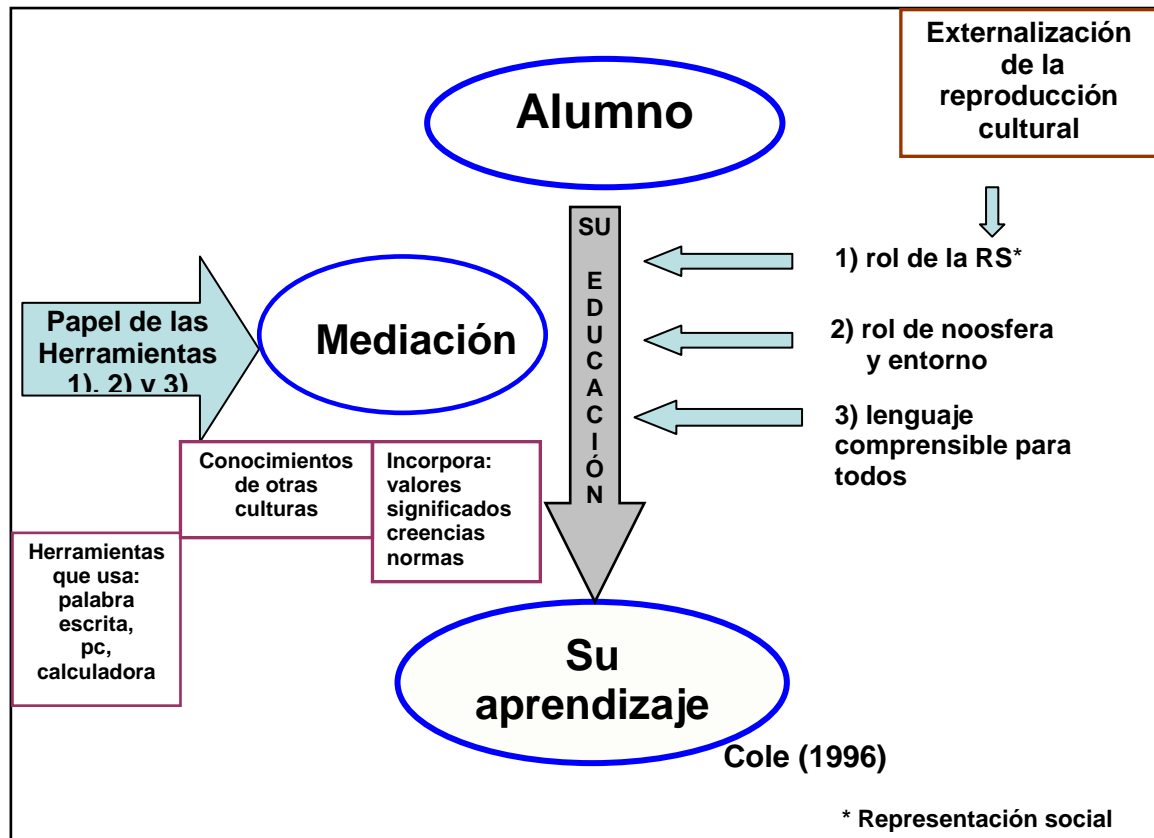 Alumno
Externalización
de la
reproducción
cultural
SU
EDUCACIÓN
1) rol de la RS*
2) rol de noosfera
y entorno
3) lenguaje
comprensible para
todos
Papel de las
Herramientas
1), 2) y 3)
Mediación
Conocimientos
de otras
culturas
Incorpora:
valores
significados
creencias
normas
Herramientas
que usa:
palabra
escrita,
pc,
calculadora
Su
aprendizaje
Cole (1996)
* Representación social